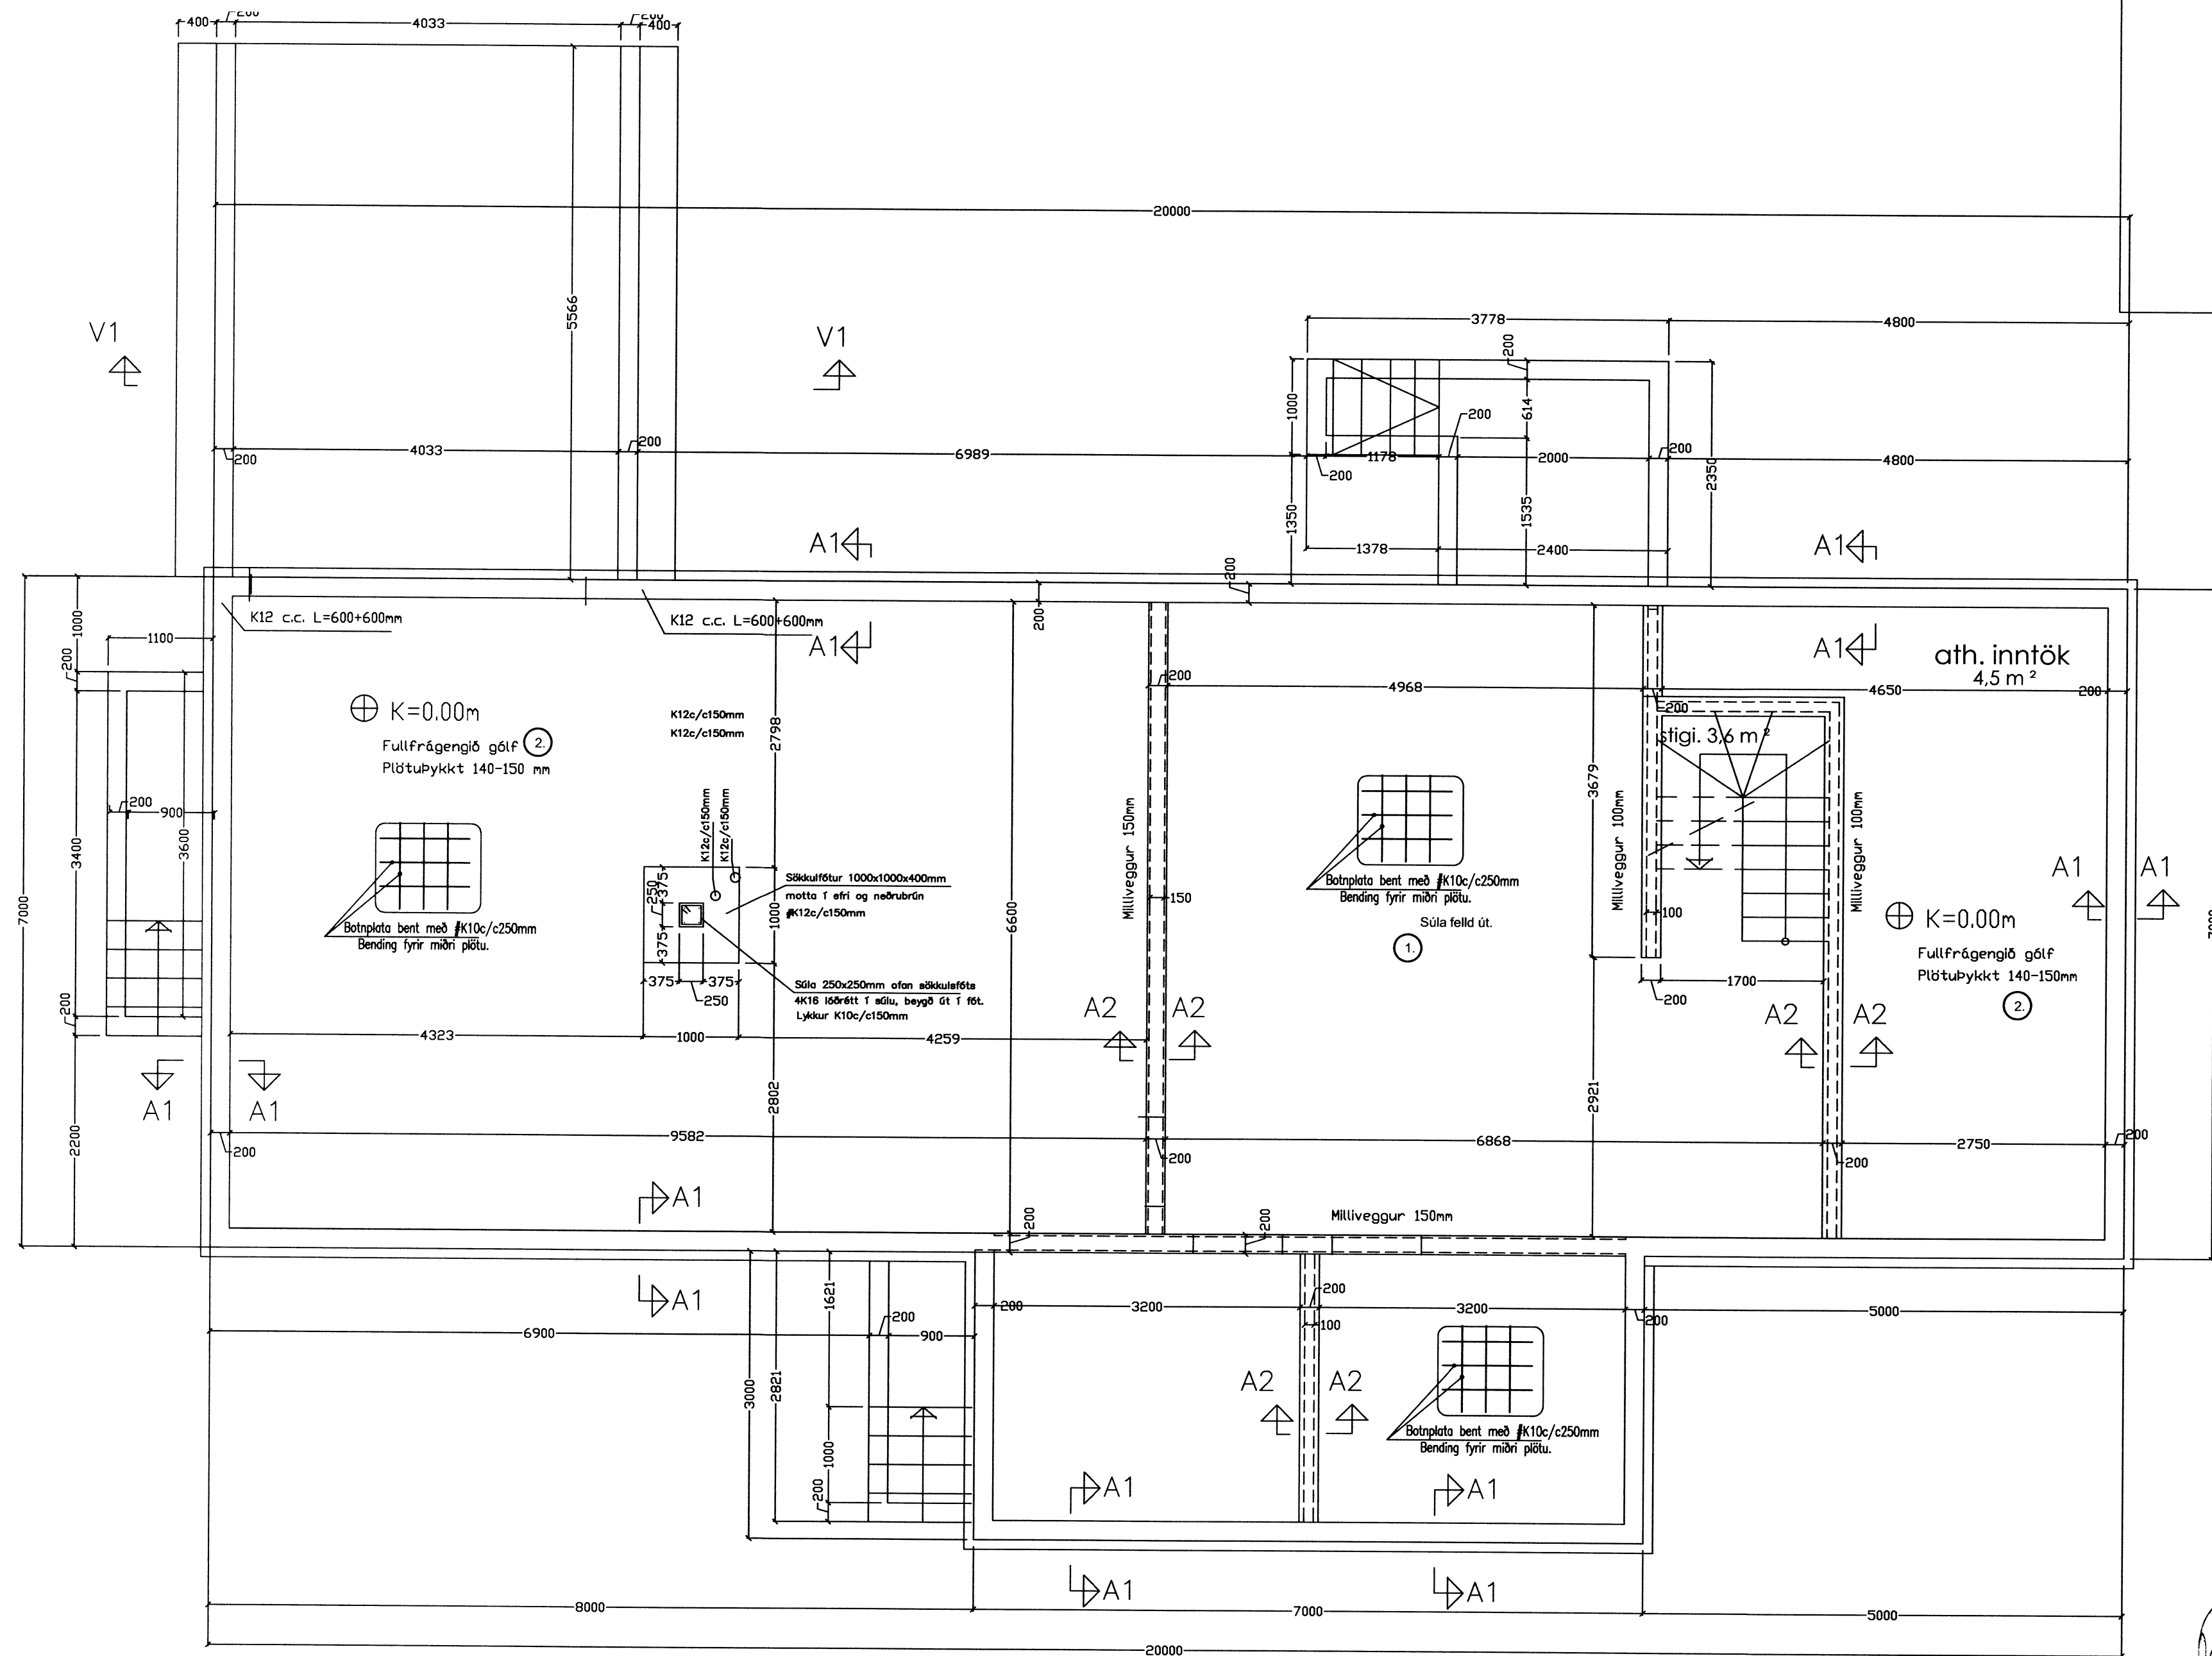 400
200
4033
200
400
20000
5566
3778
4800
V1
V1
200
1000
614
200
4033
200
6989
1178
2000
200
4800
200
200
2350
1350
1535
A1
1378
2400
A1
200
1000
1100
K12 c.c. L=600+600mm
K12 c.c. L=600+600mm
A1
200
A1
ath. inntök
4,5 m²
200
200
4968
4650
200
200
K=0.00m
Fullfrágengið gólf
2.
Plötuþykkt 140-150 mm
K12c/c150mm
K12c/c150mm
2798
stigi. 3,6 m²
3679
200
900
3400
3600
7000
K12c/c150mm
K12c/c150mm
Milliveggur 150mm
Milliveggur 100mm
Milliveggur 100mm
A1
A1
Sökkulfótur 1000x1000x400mm
motta í efri og neðrubrún
#K12c/c150mm
375
250
375
1000
6600
150
Botnplata bent með #K10c/c250mm
Bending fyrir miðri plötu.
Súla felld út.
1.
100
K=0.00m
Botnplata bent með #K10c/c250mm
Bending fyrir miðri plötu.
Fullfrágengið gólf
Plötuþykkt 140-150mm
2.
375
375
250
Súla 250x250mm ofan sökkulsfóts
4K16 lóðrétt í súlu, beygð út í fót.
Lykkur K10c/c150mm
1700
200
200
4323
1000
4259
A2
A2
A2
A2
A1
A1
2802
2921
2200
9582
6868
2750
200
200
200
200
7000
A1
200
200
Milliveggur 150mm
A1
1621
200
3200
200
3200
5000
200
6900
200
900
100
3000
2821
A2
A2
Botnplata bent með #K10c/c250mm
Bending fyrir miðri plötu.
1000
200
A1
A1
A1
A1
8000
7000
5000
20000